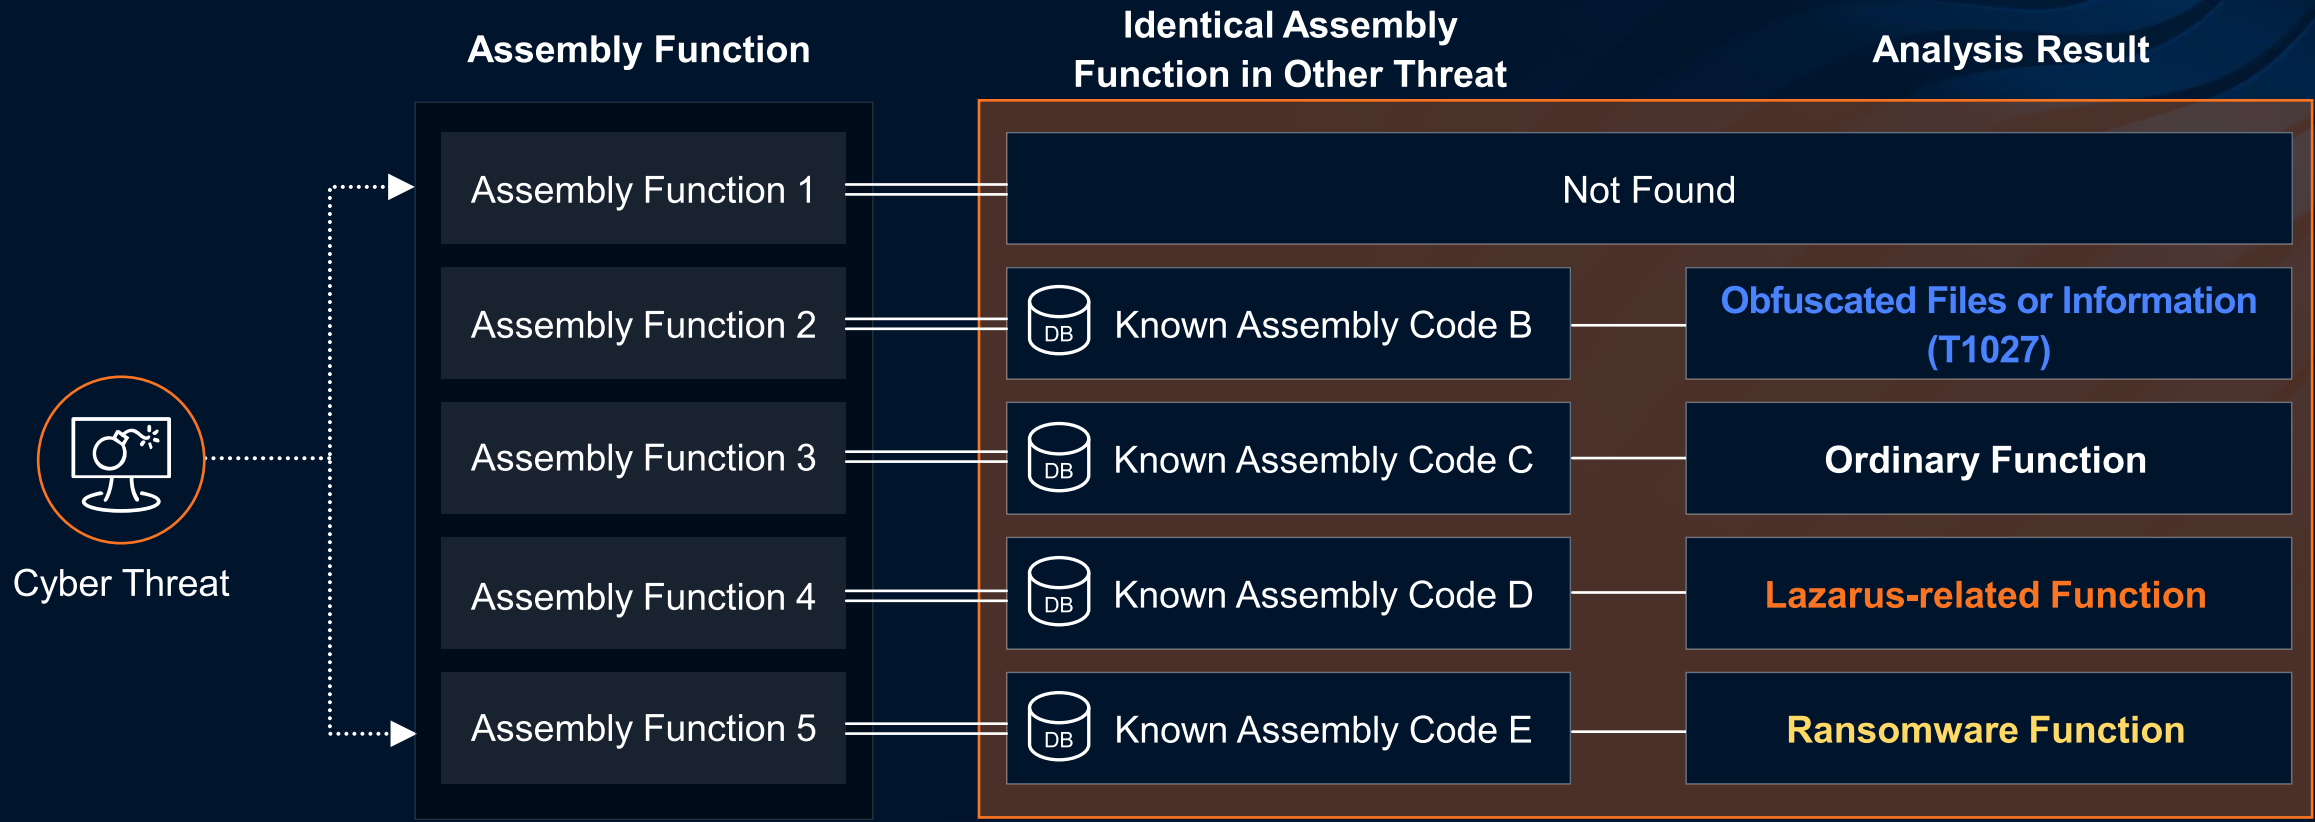 Assembly Function
Identical Assembly
Function in Other Threat
Analysis Result
Cyber Threat
Assembly Function 1
Not Found
Assembly Function 2
DB
Known Assembly Code B
Obfuscated Files or Information
(T1027)
Assembly Function 3
DB
Known Assembly Code C
Ordinary Function
Assembly Function 4
DB
Known Assembly Code D
Lazarus-related Function
Assembly Function 5
DB
Known Assembly Code E
Ransomware Function